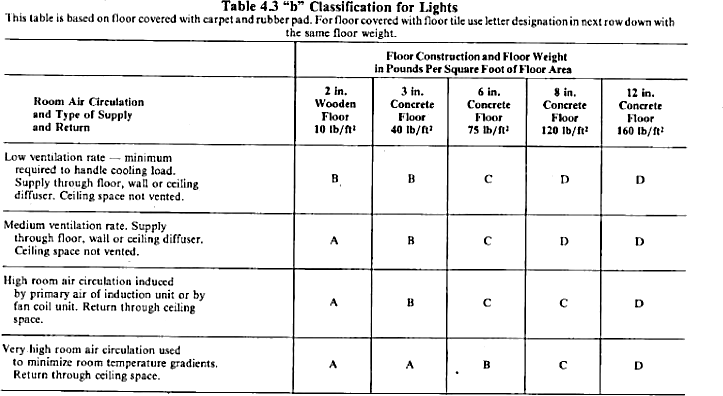 Table 4.3 "b" Classification for Lights
This table is based on floor covered with carpet and rubber pad. For floor covered with floor tile use letter designation in next row down with
the same floor weight.
Floor Construction and Floor Weight
in Pounds Per Square Foot of Floor Area
Room Air Circulation
and Type of Supply
and Return
2 in.
Wooden
Floor
10 lb/ft²
3 in.
Concrete
Floor
40 lb/ft²
6 in.
Concrete
Floor
75 lb/ft²
8 in.
Concrete
Floor
120 lb/ft²
12 in.
Concrete
Floor
160 lb/ft²
Low ventilation rate — minimum
required to handle cooling load.
Supply through floor, wall or ceiling
diffuser. Ceiling space not vented.
B B C D D
Medium ventilation rate. Supply
through floor, wall or ceiling diffuser.
Ceiling space not vented.
A B C D D
High room air circulation induced
by primary air of induction unit or by
fan coil unit. Return through ceiling
space.
A B C C D
Very high room air circulation used
to minimize room temperature gradients.
Return through ceiling space.
A A B C D